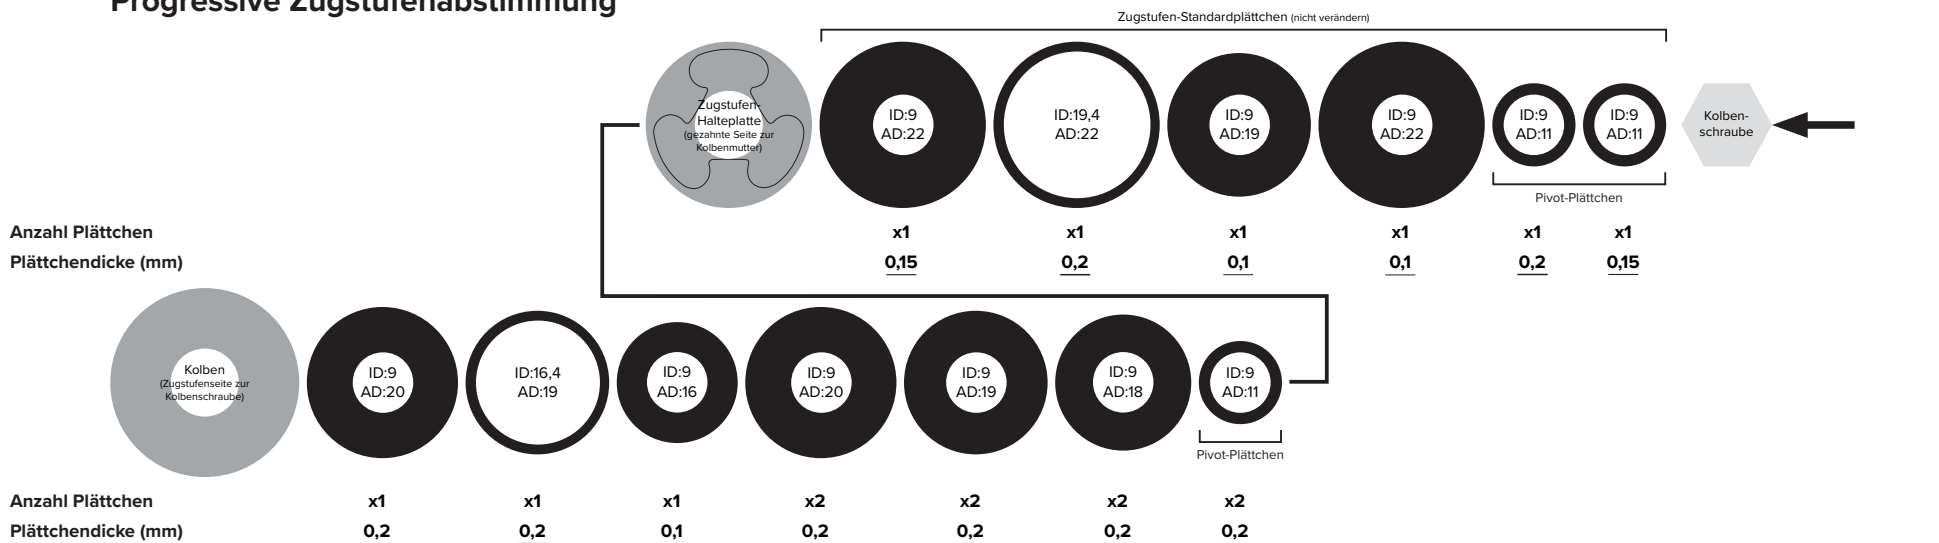 Progressive Zugstufenabstimmung
Zugstufen-Standardplättchen (nicht verändern)
Zugstufen-
Halteplatte
(gezahnte Seite zur
Kolbenmutter)
ID:9
AD:22
ID:19,4
AD:22
ID:9
AD:19
ID:9
AD:22
ID:9
AD:11
ID:9
AD:11
Kolben-
schraube
Pivot-Plättchen
Anzahl Plättchen x1 x1 x1 x1 x1 x1
Plättchendicke (mm) 0,15 0,2 0,1 0,1 0,2 0,15
Kolben
(Zugstufenseite zur
Kolbenschraube)
ID:9
AD:20
ID:16,4
AD:19
ID:9
AD:16
ID:9
AD:20
ID:9
AD:19
ID:9
AD:18
ID:9
AD:11
Pivot-Plättchen
Anzahl Plättchen x1 x1 x1 x2 x2 x2 x2
Plättchendicke (mm) 0,2 0,2 0,1 0,2 0,2 0,2 0,2